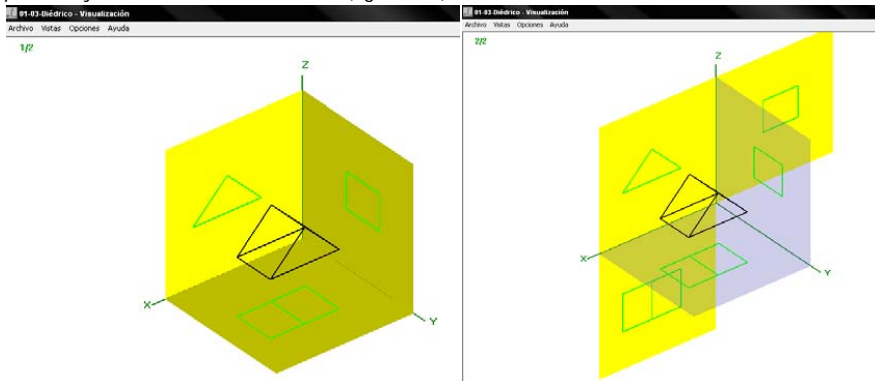 01-03-Diédrico - Visualización
Archivo Vistas Opciones Ayuda
1/2
Z
X
Y
01-03-Diédrico - Visualización
Archivo Vistas Opciones Ayuda
2/2
Z
X
Y